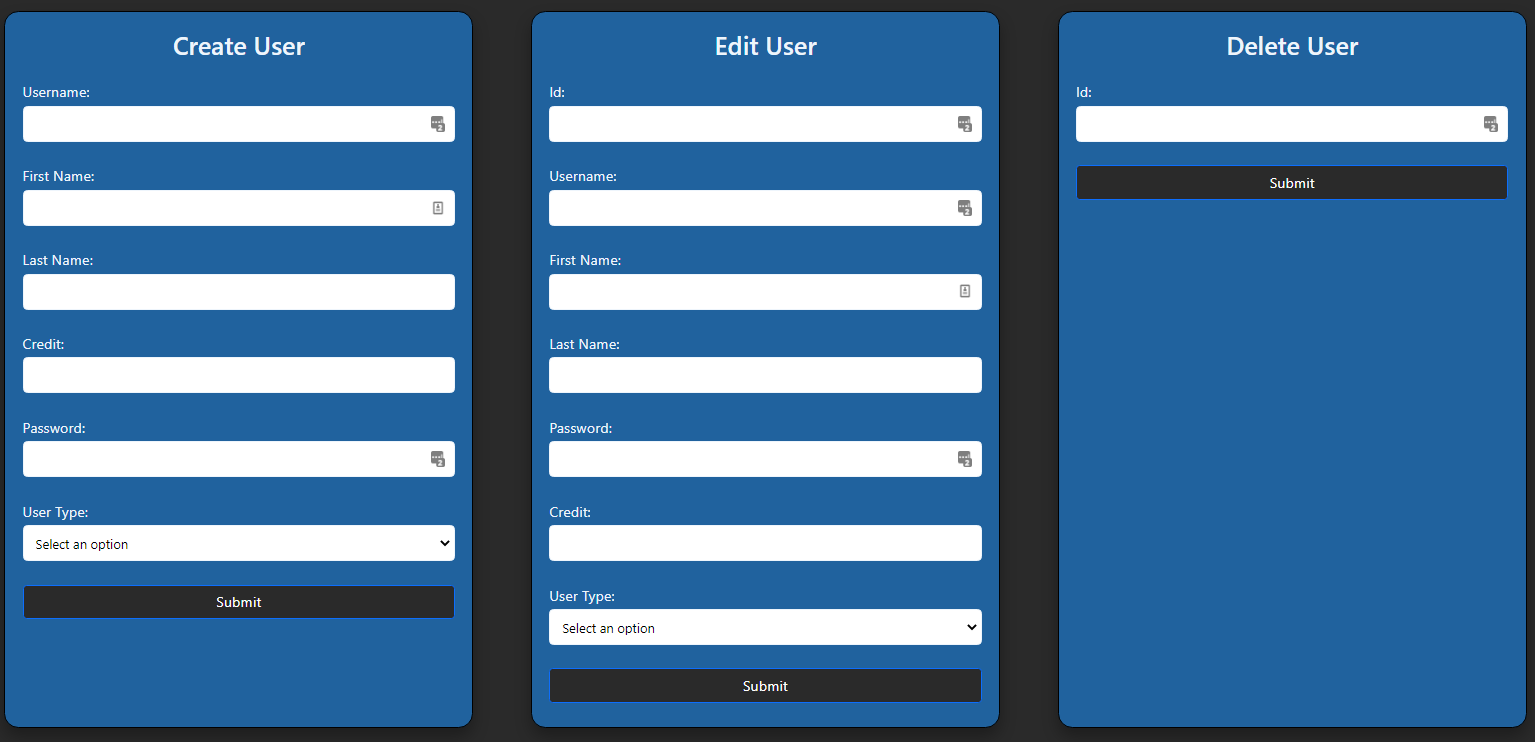 Create User
Username:
First Name:
Last Name:
Credit:
Password:
User Type:
Select an option
Submit
Edit User
Id:
Username:
First Name:
Last Name:
Password:
Credit:
User Type:
Select an option
Submit
Delete User
Id:
Submit